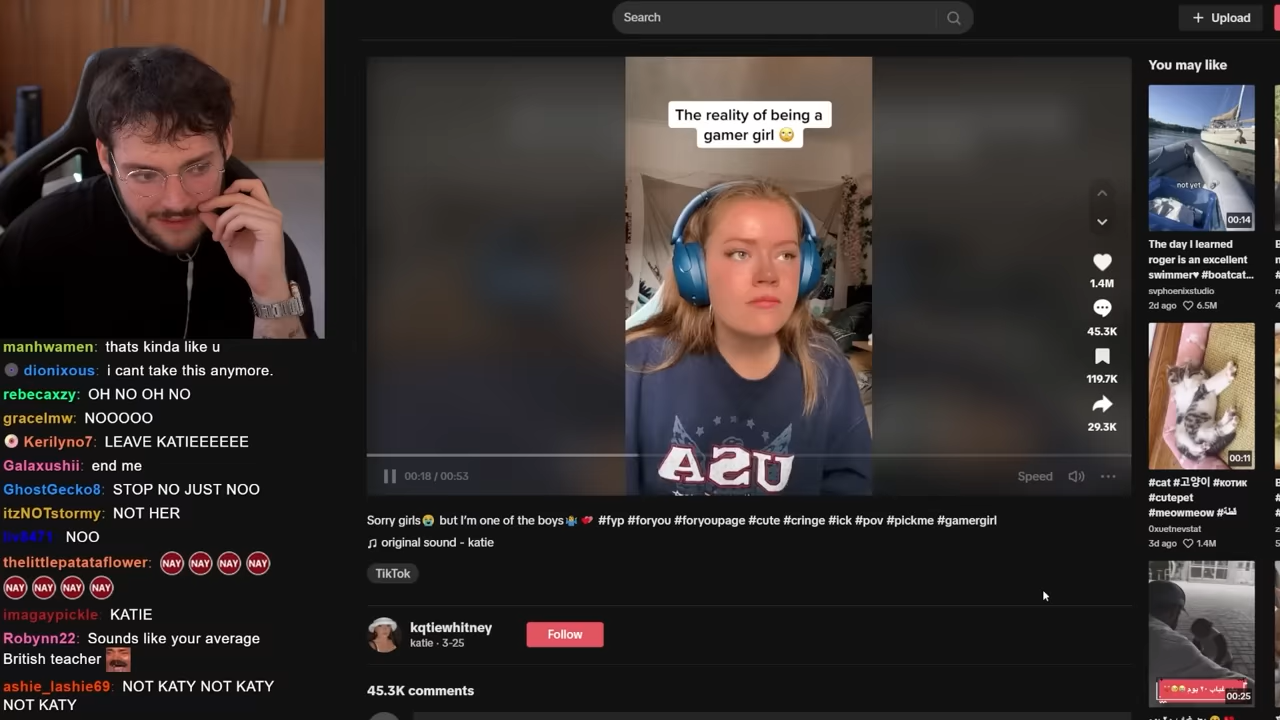 Search
Upload
The reality of being a
gamer girl 🙄
USA
1.4M
45.3K
119.7K
29.3K
00:18 / 00:53
Speed
Sorry girls😭 but I'm one of the boys🤷‍♀️ 💔 #fyp #foryou #foryoupage #cute #cringe #ick #pov #pickme #gamergirl
♫ original sound - katie
TikTok
kqtiewhitney
katie · 3-25
Follow
45.3K comments
You may like
not yet
00:14
The day I learned
roger is an excellent
swimmer♥ #boatcat...
svphoenixstudio
2d ago ♡ 6.5M
00:11
#cat #고양이 #котик
#cutepet
#meowmeow #قطة
0xuetnevstat
3d ago ♡ 1.4M
00:25
manhwamen: thats kinda like u
dionixous: i cant take this anymore.
rebecaxzy: OH NO OH NO
gracelmw: NOOOOO
Kerilyno7: LEAVE KATIEEEEEE
Galaxushii: end me
GhostGecko8: STOP NO JUST NOO
itzNOTstormy: NOT HER
NOO
thelittlepatataflower: NAY NAY NAY NAY
NAY NAY NAY NAY
imagaypickle: KATIE
Robynn22: Sounds like your average
British teacher
ashie_lashie69: NOT KATY NOT KATY
NOT KATY